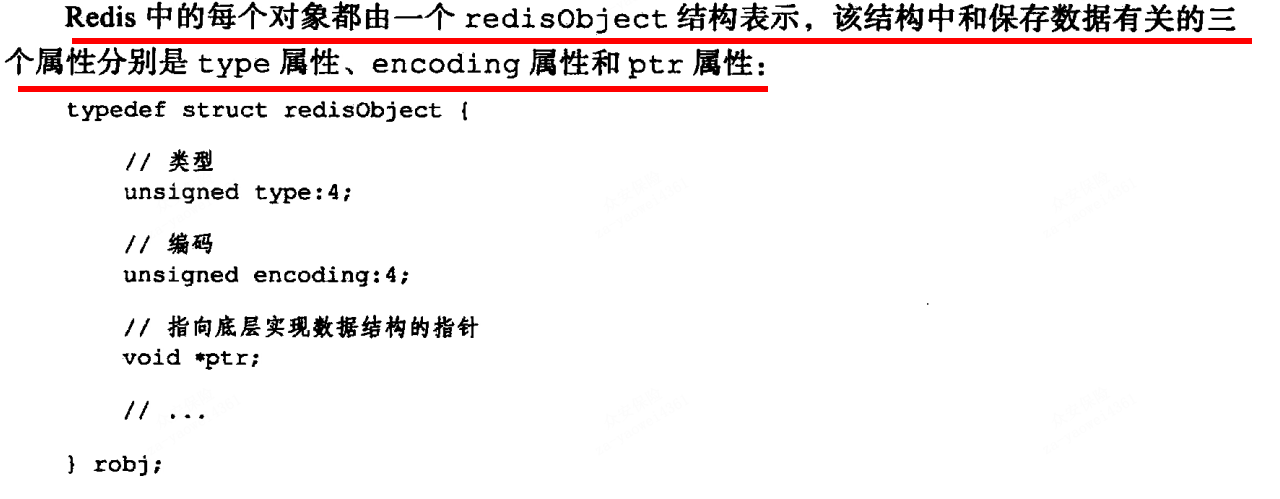 Redis 中的每个对象都由一个 redisObject 结构表示，该结构中和保存数据有关的三
个属性分别是 type 属性、encoding 属性和 ptr 属性：
typedef struct redisObject {
// 类型
unsigned type:4;
// 编码
unsigned encoding:4;
// 指向底层实现数据结构的指针
void *ptr;
// ...
} robj;